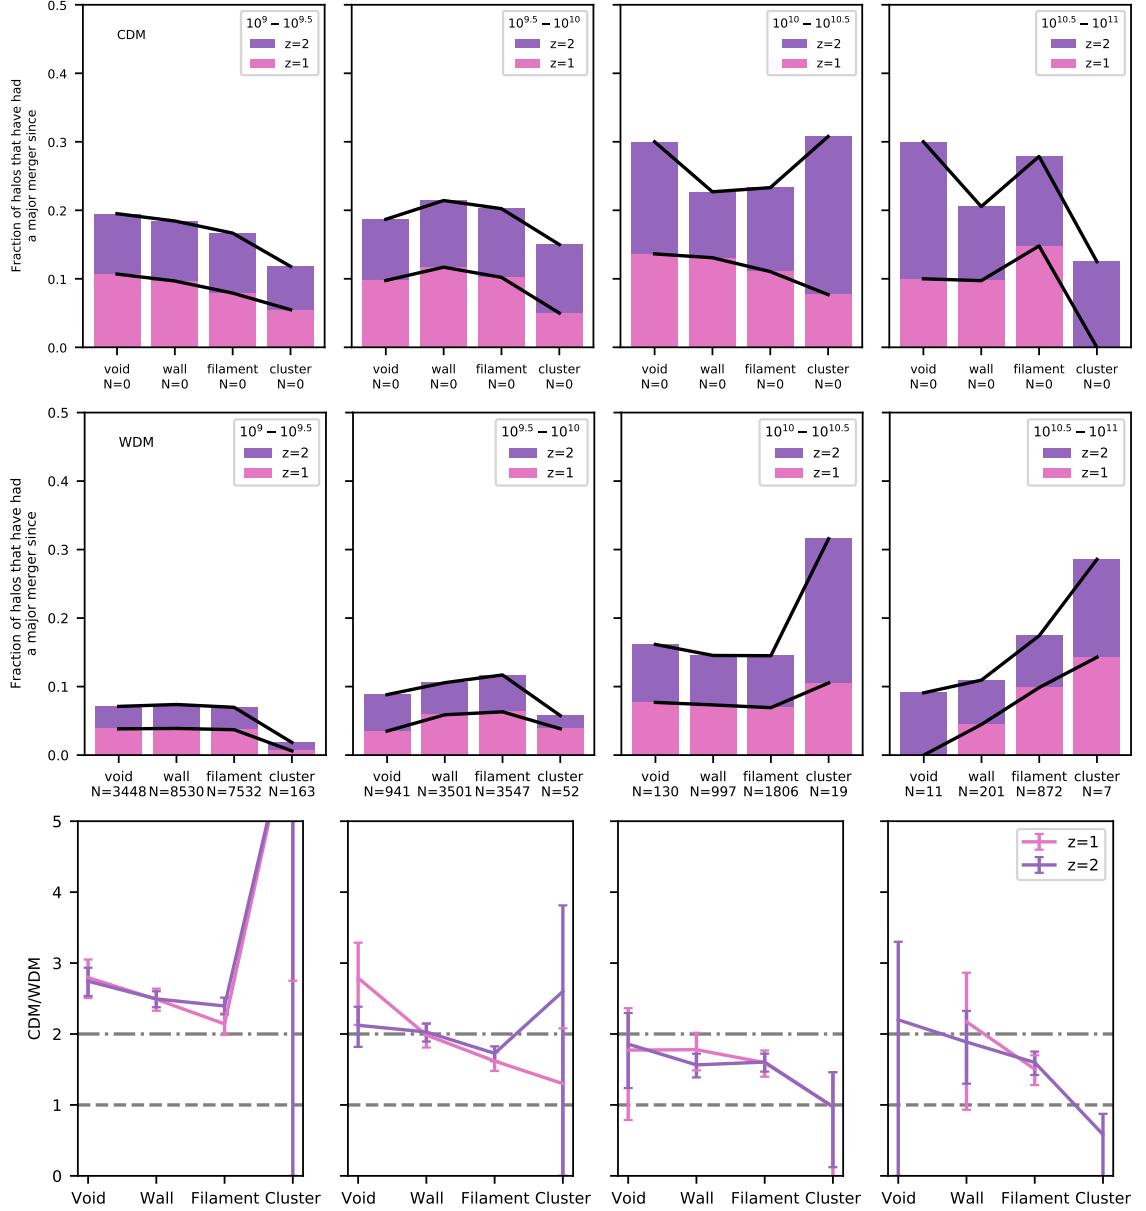 Fraction of halos that have had
a major merger since
0.5
0.4
0.3
0.2
0.1
0.0
CDM
10^9 − 10^9.5
z=2
z=1
void wall filament cluster
N=0 N=0 N=0 N=0
10^9.5 − 10^10
z=2
z=1
void wall filament cluster
N=0 N=0 N=0 N=0
10^10 − 10^10.5
z=2
z=1
void wall filament cluster
N=0 N=0 N=0 N=0
10^10.5 − 10^11
z=2
z=1
void wall filament cluster
N=0 N=0 N=0 N=0
Fraction of halos that have had
a major merger since
0.5
0.4
0.3
0.2
0.1
0.0
WDM
10^9 − 10^9.5
z=2
z=1
void wall filament cluster
N=3448 N=8530 N=7532 N=163
10^9.5 − 10^10
z=2
z=1
void wall filament cluster
N=941 N=3501 N=3547 N=52
10^10 − 10^10.5
z=2
z=1
void wall filament cluster
N=130 N=997 N=1806 N=19
10^10.5 − 10^11
z=2
z=1
void wall filament cluster
N=11 N=201 N=872 N=7
CDM/WDM
5
4
3
2
1
0
Void Wall Filament Cluster
Void Wall Filament Cluster
Void Wall Filament Cluster
z=1
z=2
Void Wall Filament Cluster